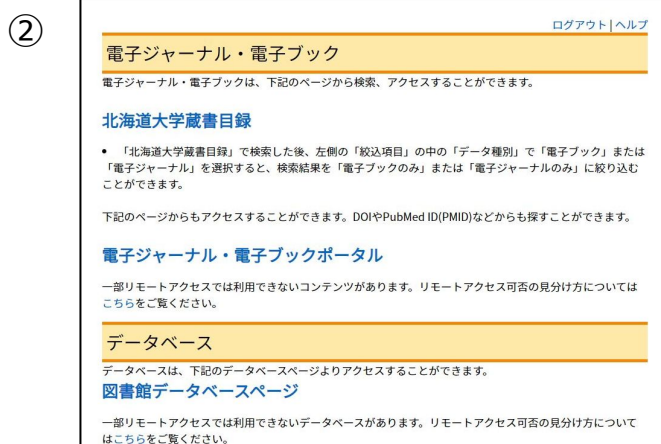 ②
ログアウト | ヘルプ
電子ジャーナル・電子ブック
電子ジャーナル・電子ブックは、下記のページから検索、アクセスすることができます。
北海道大学蔵書目録
• 「北海道大学蔵書目録」で検索した後、左側の「絞込項目」の中の「データ種別」で「電子ブック」または
「電子ジャーナル」を選択すると、検索結果を「電子ブックのみ」または「電子ジャーナルのみ」に絞り込む
ことができます。
下記のページからもアクセスすることができます。DOIやPubMed ID(PMID)などからも探すことができます。
電子ジャーナル・電子ブックポータル
一部リモートアクセスでは利用できないコンテンツがあります。リモートアクセス可否の見分け方については
こちらをご覧ください。
データベース
データベースは、下記のデータベースページよりアクセスすることができます。
図書館データベースページ
一部リモートアクセスでは利用できないデータベースがあります。リモートアクセス可否の見分け方について
はこちらをご覧ください。